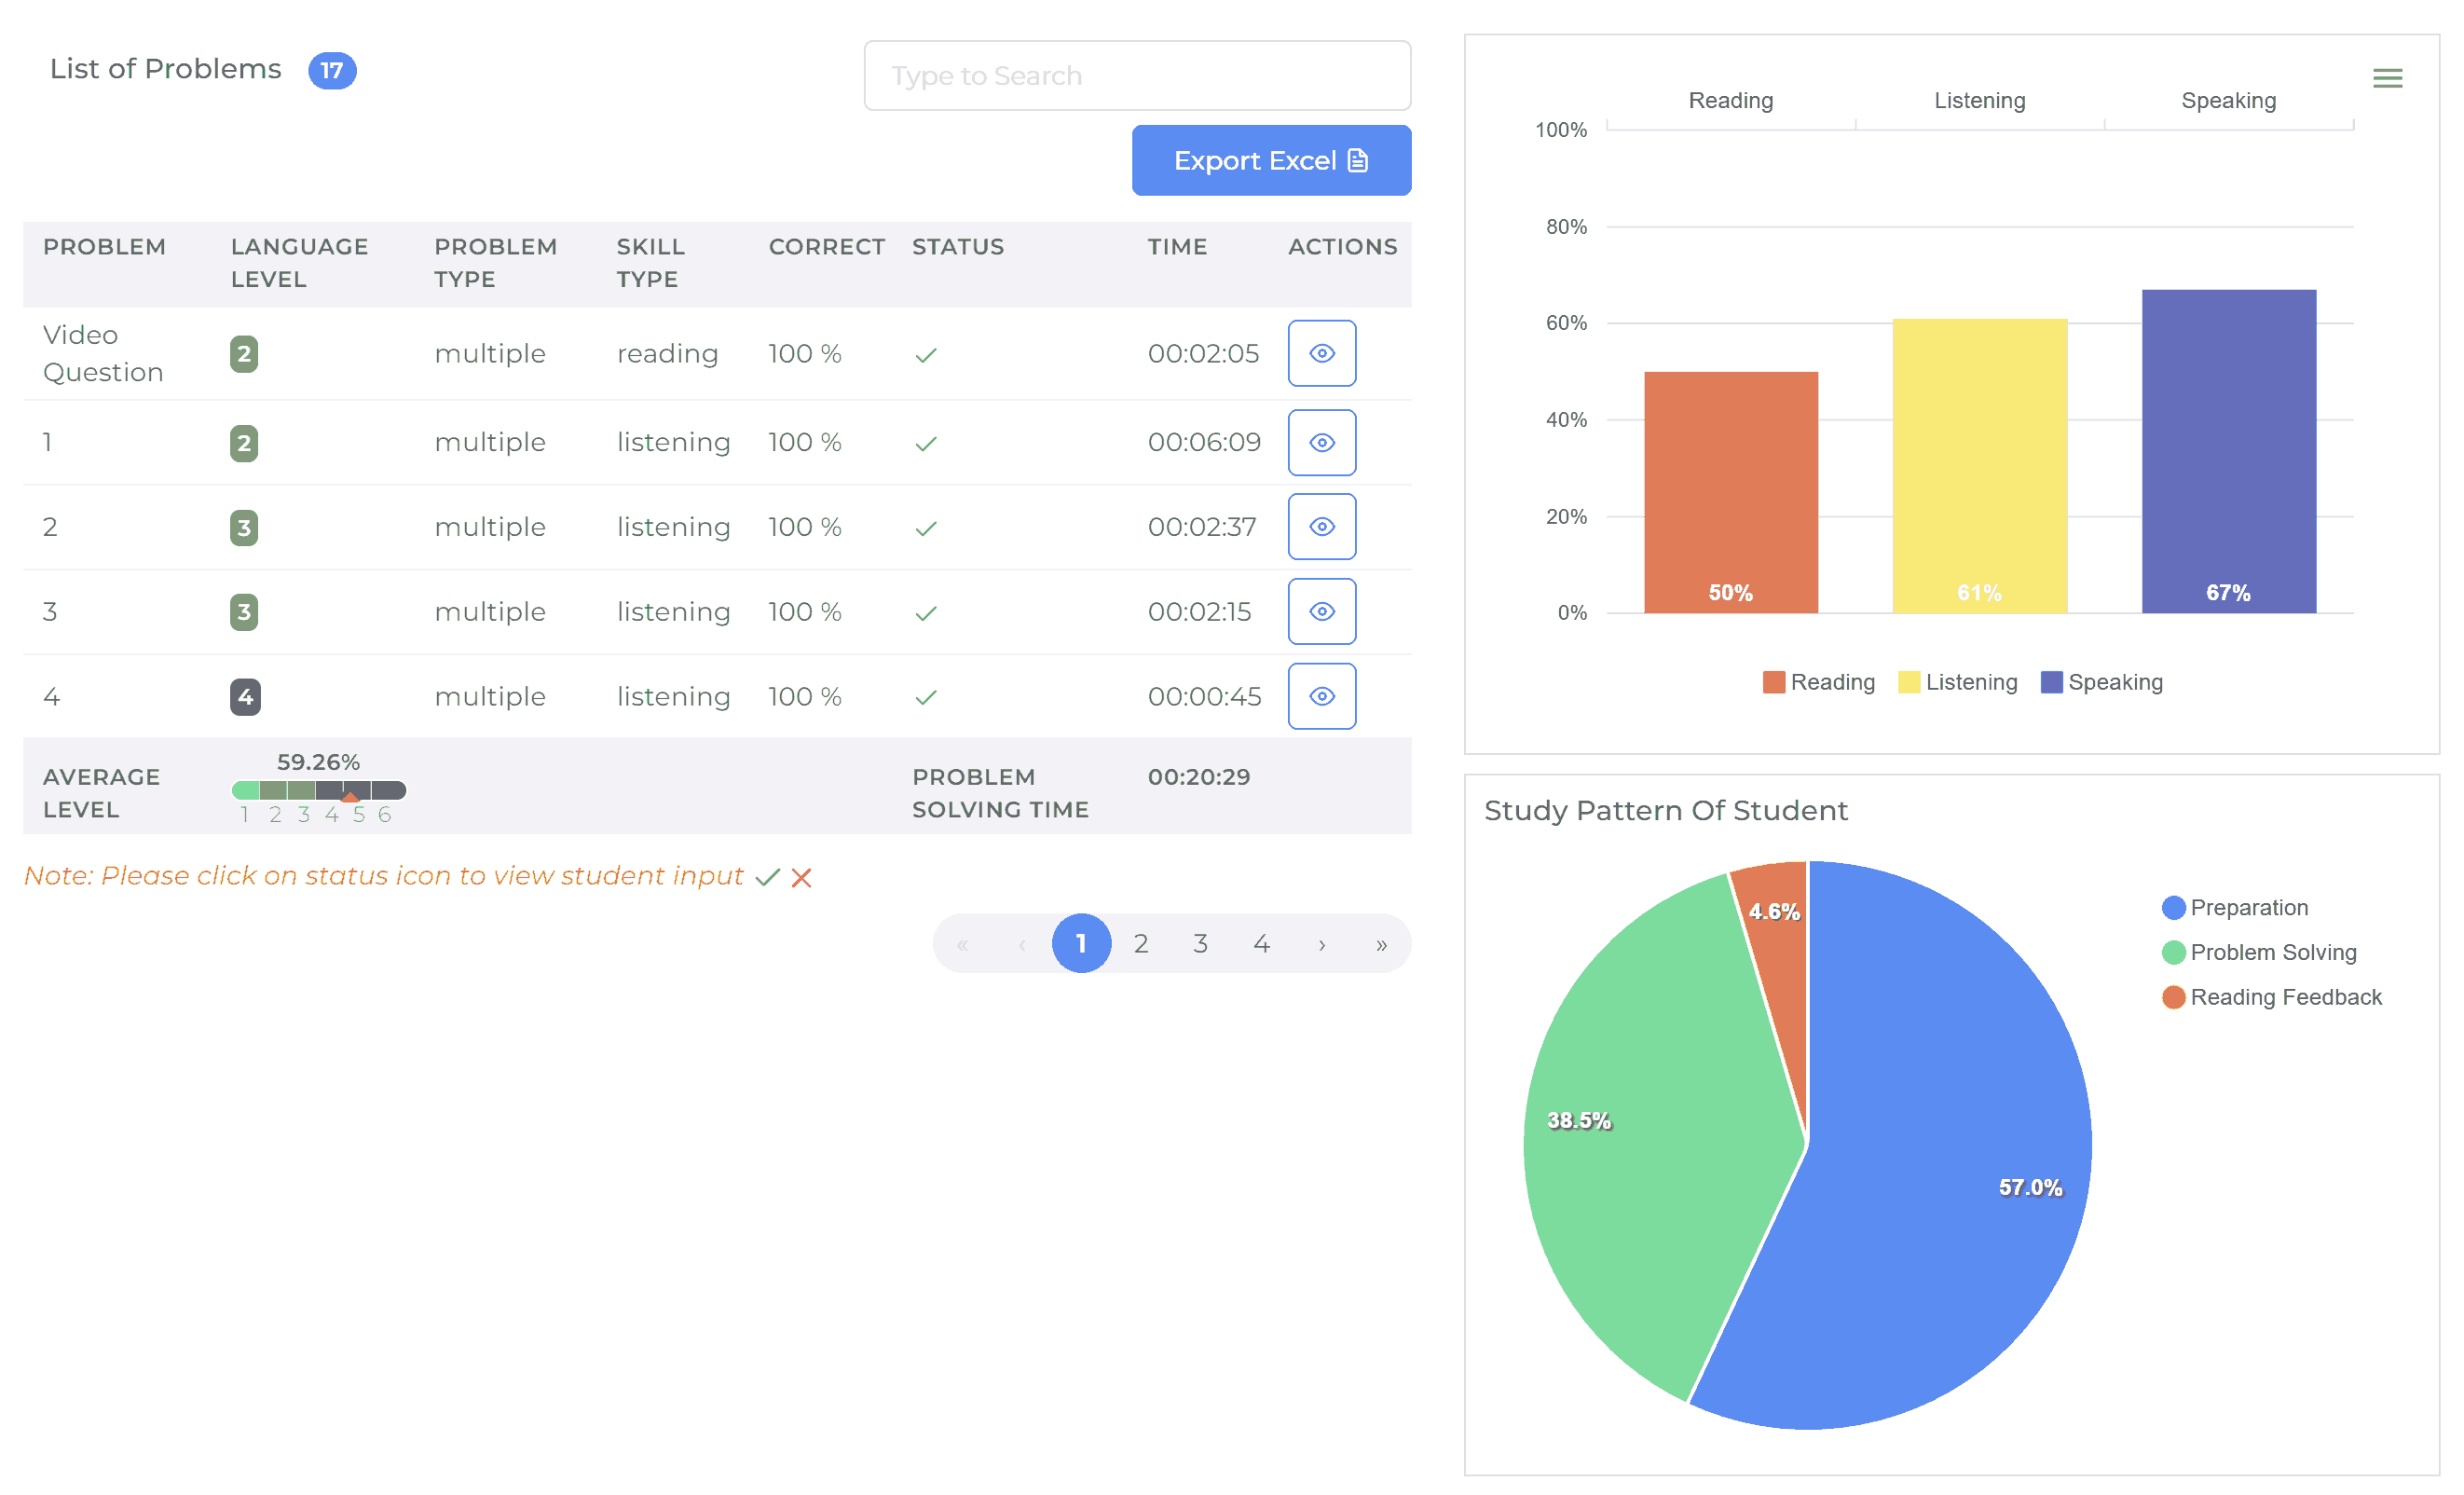 List of Problems 17
Type to Search
Export Excel
PROBLEM LANGUAGE LEVEL PROBLEM TYPE SKILL TYPE CORRECT STATUS TIME ACTIONS
Video Question 2 multiple reading 100 % 00:02:05
1 2 multiple listening 100 % 00:06:09
2 3 multiple listening 100 % 00:02:37
3 3 multiple listening 100 % 00:02:15
4 4 multiple listening 100 % 00:00:45
AVERAGE LEVEL 59.26% PROBLEM SOLVING TIME 00:20:29
1 2 3 4 5 6
Note: Please click on status icon to view student input
« ‹ 1 2 3 4 › »
Reading Listening Speaking
100%
80%
60%
40%
20%
0%
50% 61% 67%
Reading Listening Speaking
Study Pattern Of Student
4.6%
38.5%
57.0%
Preparation
Problem Solving
Reading Feedback